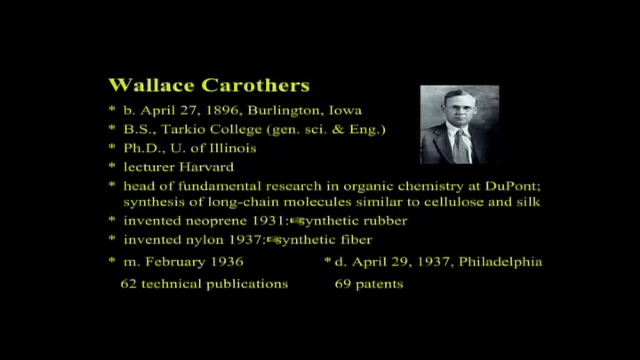 Wallace Carothers
* b. April 27, 1896, Burlington, Iowa
* B.S., Tarkio College (gen. sci. & Eng.)
* Ph.D., U. of Illinois
* lecturer Harvard
* head of fundamental research in organic chemistry at DuPont;
synthesis of long-chain molecules similar to cellulose and silk
* invented neoprene 1931:☞synthetic rubber
* invented nylon 1937:☞synthetic fiber
* m. February 1936 * d. April 29, 1937, Philadelphia
62 technical publications 69 patents